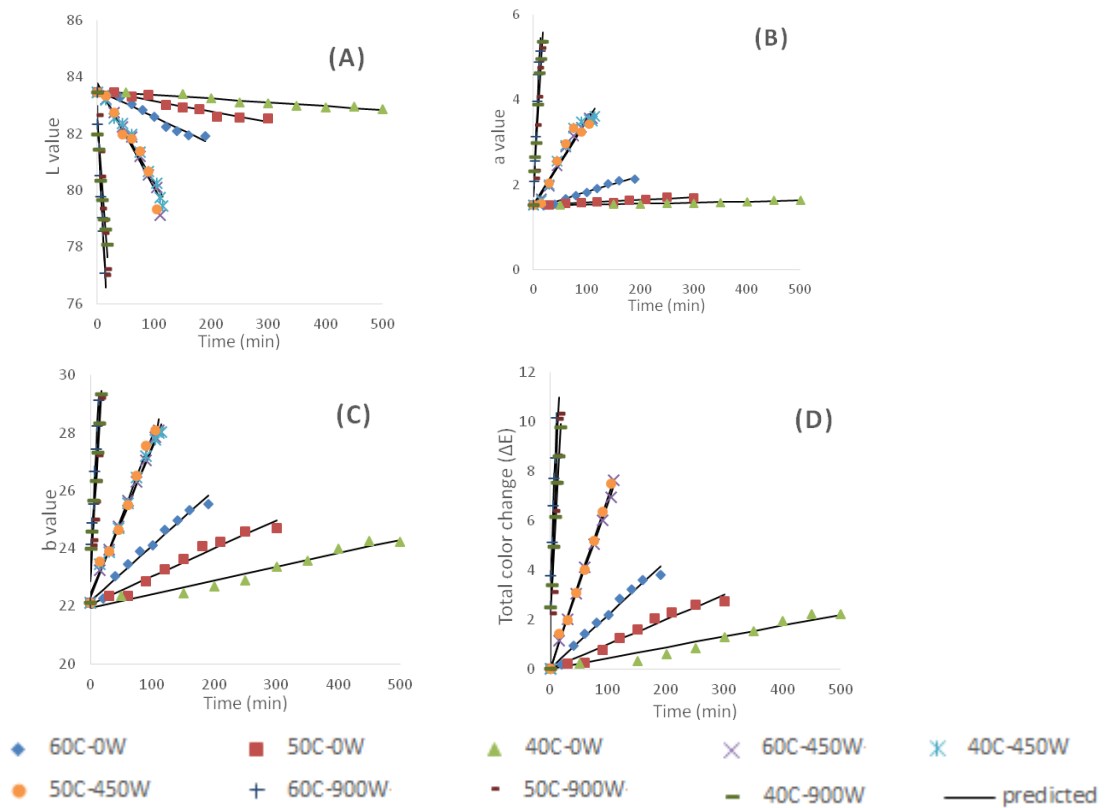 86
84
82
80
78
76
L value
(A)
0 100 200 300 400 500
Time (min)
6
4
2
0
a value
(B)
0 100 200 300 400 500
Time (min)
30
28
26
24
22
20
b value
(C)
0 100 200 300 400 500
Time (min)
12
10
8
6
4
2
0
Total color change (ΔE)
(D)
0 100 200 300 400 500
Time (min)
60C-0W 50C-0W 40C-0W 60C-450W 40C-450W
50C-450W 60C-900W 50C-900W 40C-900W predicted